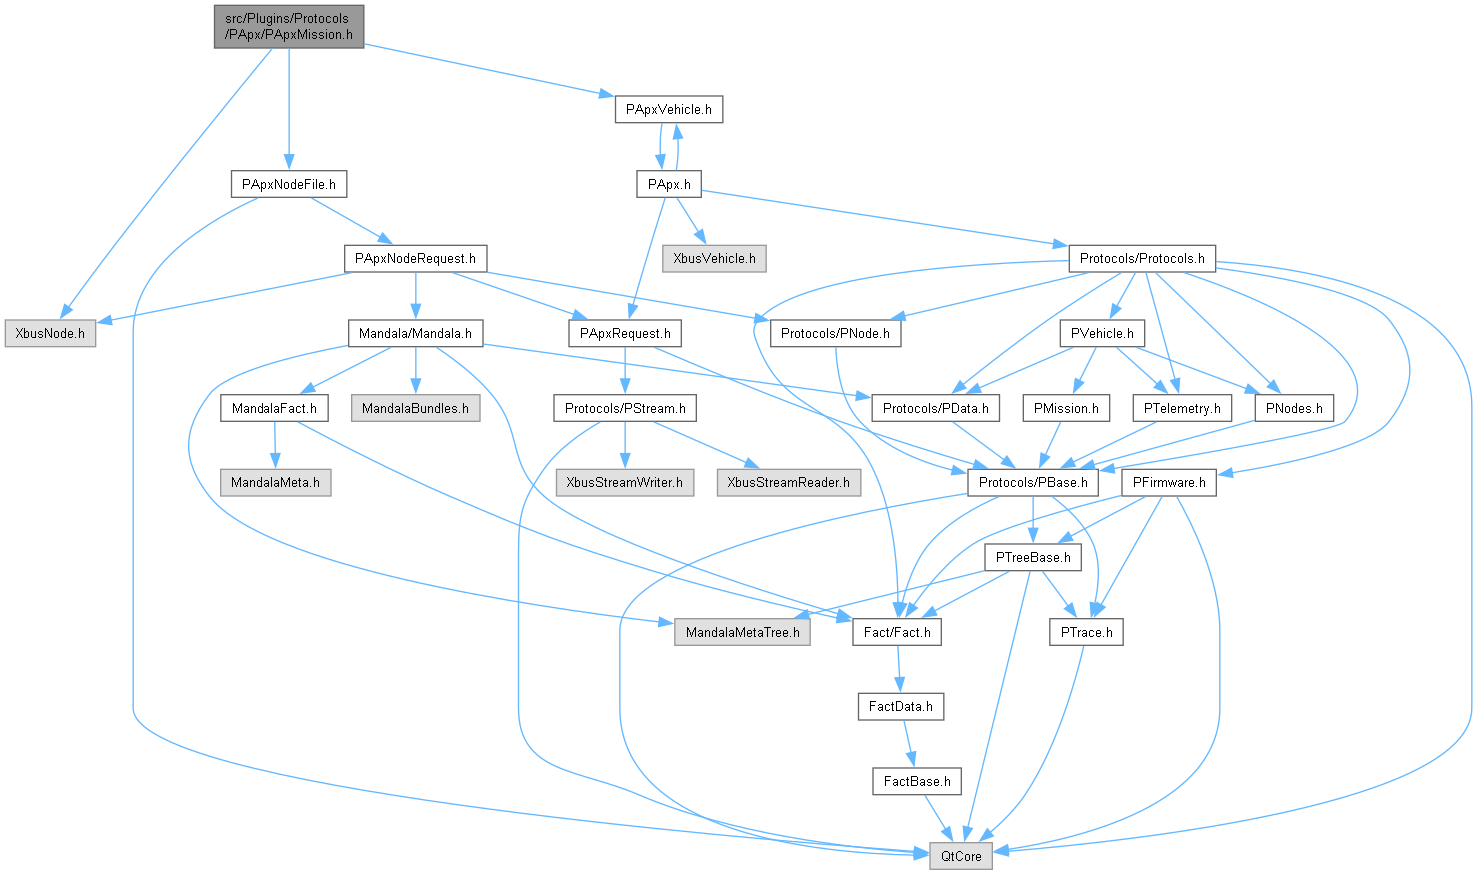 src/Plugins/Protocols
/PApx/PApxMission.h
PApxVehicle.h
PApxNodeFile.h
PApx.h
PApxNodeRequest.h
XbusVehicle.h
Protocols/Protocols.h
XbusNode.h
Mandala/Mandala.h
PApxRequest.h
Protocols/PNode.h
PVehicle.h
MandalaFact.h
MandalaBundles.h
Protocols/PStream.h
Protocols/PData.h
PMission.h
PTelemetry.h
PNodes.h
MandalaMeta.h
XbusStreamWriter.h
XbusStreamReader.h
Protocols/PBase.h
PFirmware.h
PTreeBase.h
MandalaMetaTree.h
Fact/Fact.h
PTrace.h
FactData.h
FactBase.h
QtCore